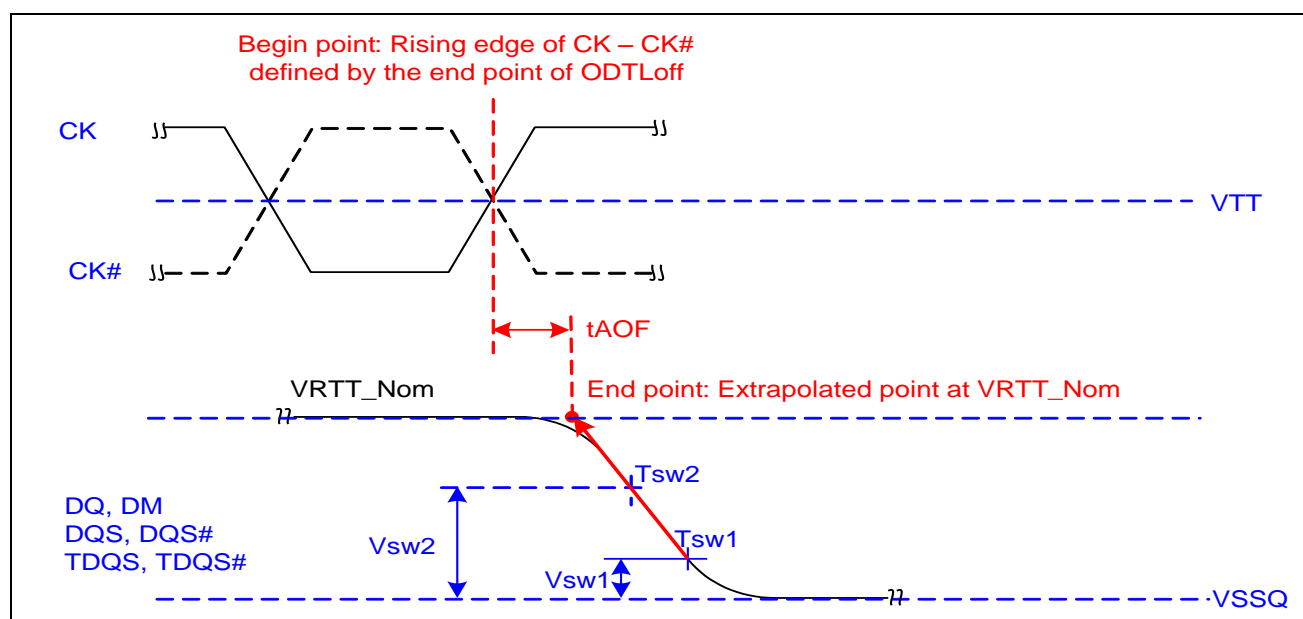 Begin point: Rising edge of CK – CK#
defined by the end point of ODTLoff
CK
VTT
CK#
tAOF
VRTT_Nom
End point: Extrapolated point at VRTT_Nom
Tsw2
DQ, DM
DQS, DQS#
TDQS, TDQS#
Vsw2
Tsw1
Vsw1
VSSQ